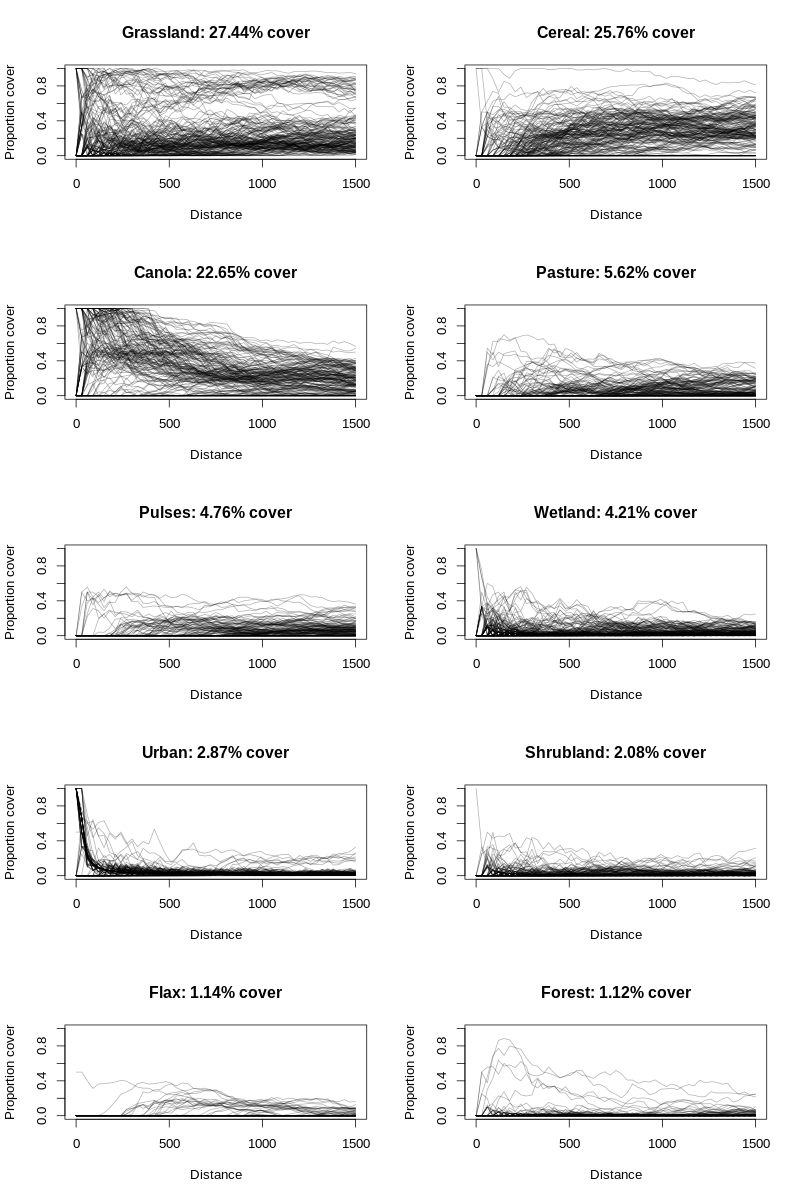 Grassland: 27.44% cover
Proportion cover
0.0 0.4 0.8
0 500 1000 1500
Distance
Cereal: 25.76% cover
Proportion cover
0.0 0.4 0.8
0 500 1000 1500
Distance
Canola: 22.65% cover
Proportion cover
0.0 0.4 0.8
0 500 1000 1500
Distance
Pasture: 5.62% cover
Proportion cover
0.0 0.4 0.8
0 500 1000 1500
Distance
Pulses: 4.76% cover
Proportion cover
0.0 0.4 0.8
0 500 1000 1500
Distance
Wetland: 4.21% cover
Proportion cover
0.0 0.4 0.8
0 500 1000 1500
Distance
Urban: 2.87% cover
Proportion cover
0.0 0.4 0.8
0 500 1000 1500
Distance
Shrubland: 2.08% cover
Proportion cover
0.0 0.4 0.8
0 500 1000 1500
Distance
Flax: 1.14% cover
Proportion cover
0.0 0.4 0.8
0 500 1000 1500
Distance
Forest: 1.12% cover
Proportion cover
0.0 0.4 0.8
0 500 1000 1500
Distance